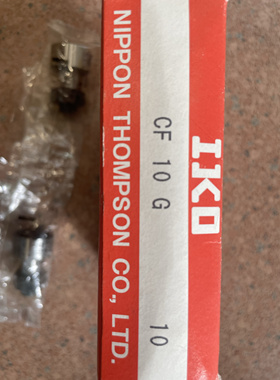 IKO
CF 10 G 10
NIPPON THOMPSON CO., LTD.